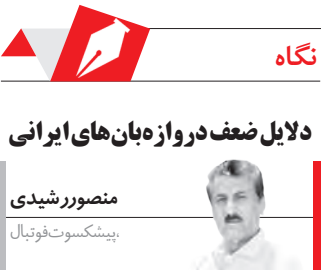 نگاه
دلایل ضعف دروازه‌بان‌های ایرانی
منصور رشیدی
پیشکسوت فوتبال،